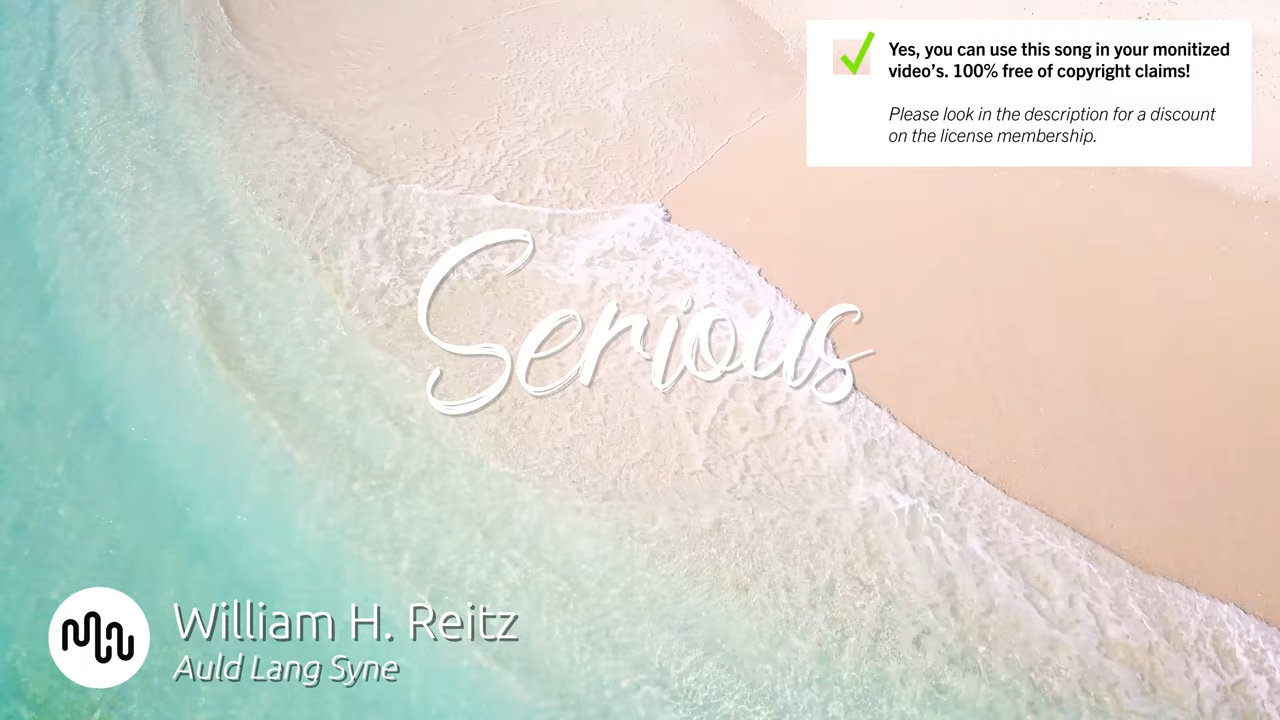 Yes, you can use this song in your monitized
video's. 100% free of copyright claims!
Please look in the description for a discount
on the license membership.
Serious
William H. Reitz
Auld Lang Syne